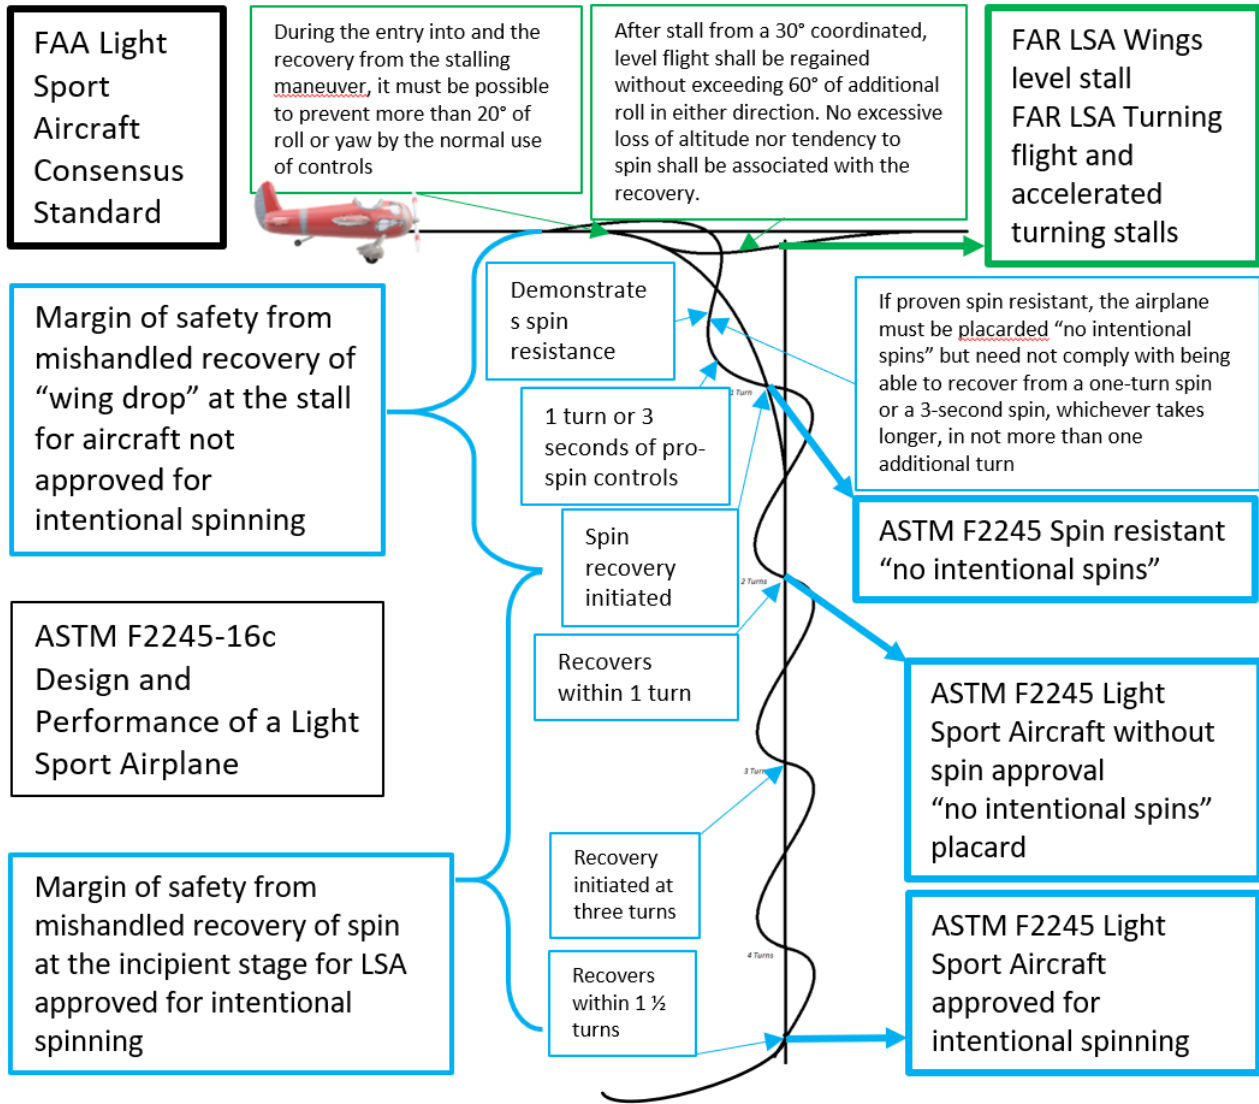 FAA Light
Sport
Aircraft
Consensus
Standard
During the entry into and the
recovery from the stalling
maneuver, it must be possible
to prevent more than 20° of
roll or yaw by the normal use
of controls
After stall from a 30° coordinated,
level flight shall be regained
without exceeding 60° of additional
roll in either direction. No excessive
loss of altitude nor tendency to
spin shall be associated with the
recovery.
FAR LSA Wings
level stall
FAR LSA Turning
flight and
accelerated
turning stalls
Margin of safety from
mishandled recovery of
“wing drop” at the stall
for aircraft not
approved for
intentional spinning
Demonstrate
s spin
resistance
If proven spin resistant, the airplane
must be placarded “no intentional
spins” but need not comply with being
able to recover from a one-turn spin
or a 3-second spin, whichever takes
longer, in not more than one
additional turn
1 Turn
1 turn or 3
seconds of pro-
spin controls
ASTM F2245 Spin resistant
“no intentional spins”
Spin
recovery
initiated
2 Turns
ASTM F2245-16c
Design and
Performance of a Light
Sport Airplane
Recovers
within 1 turn
ASTM F2245 Light
Sport Aircraft without
spin approval
“no intentional spins”
placard
3 Turns
Recovery
initiated at
three turns
Margin of safety from
mishandled recovery of spin
at the incipient stage for LSA
approved for intentional
spinning
4 Turns
Recovers
within 1 ½
turns
ASTM F2245 Light
Sport Aircraft
approved for
intentional spinning